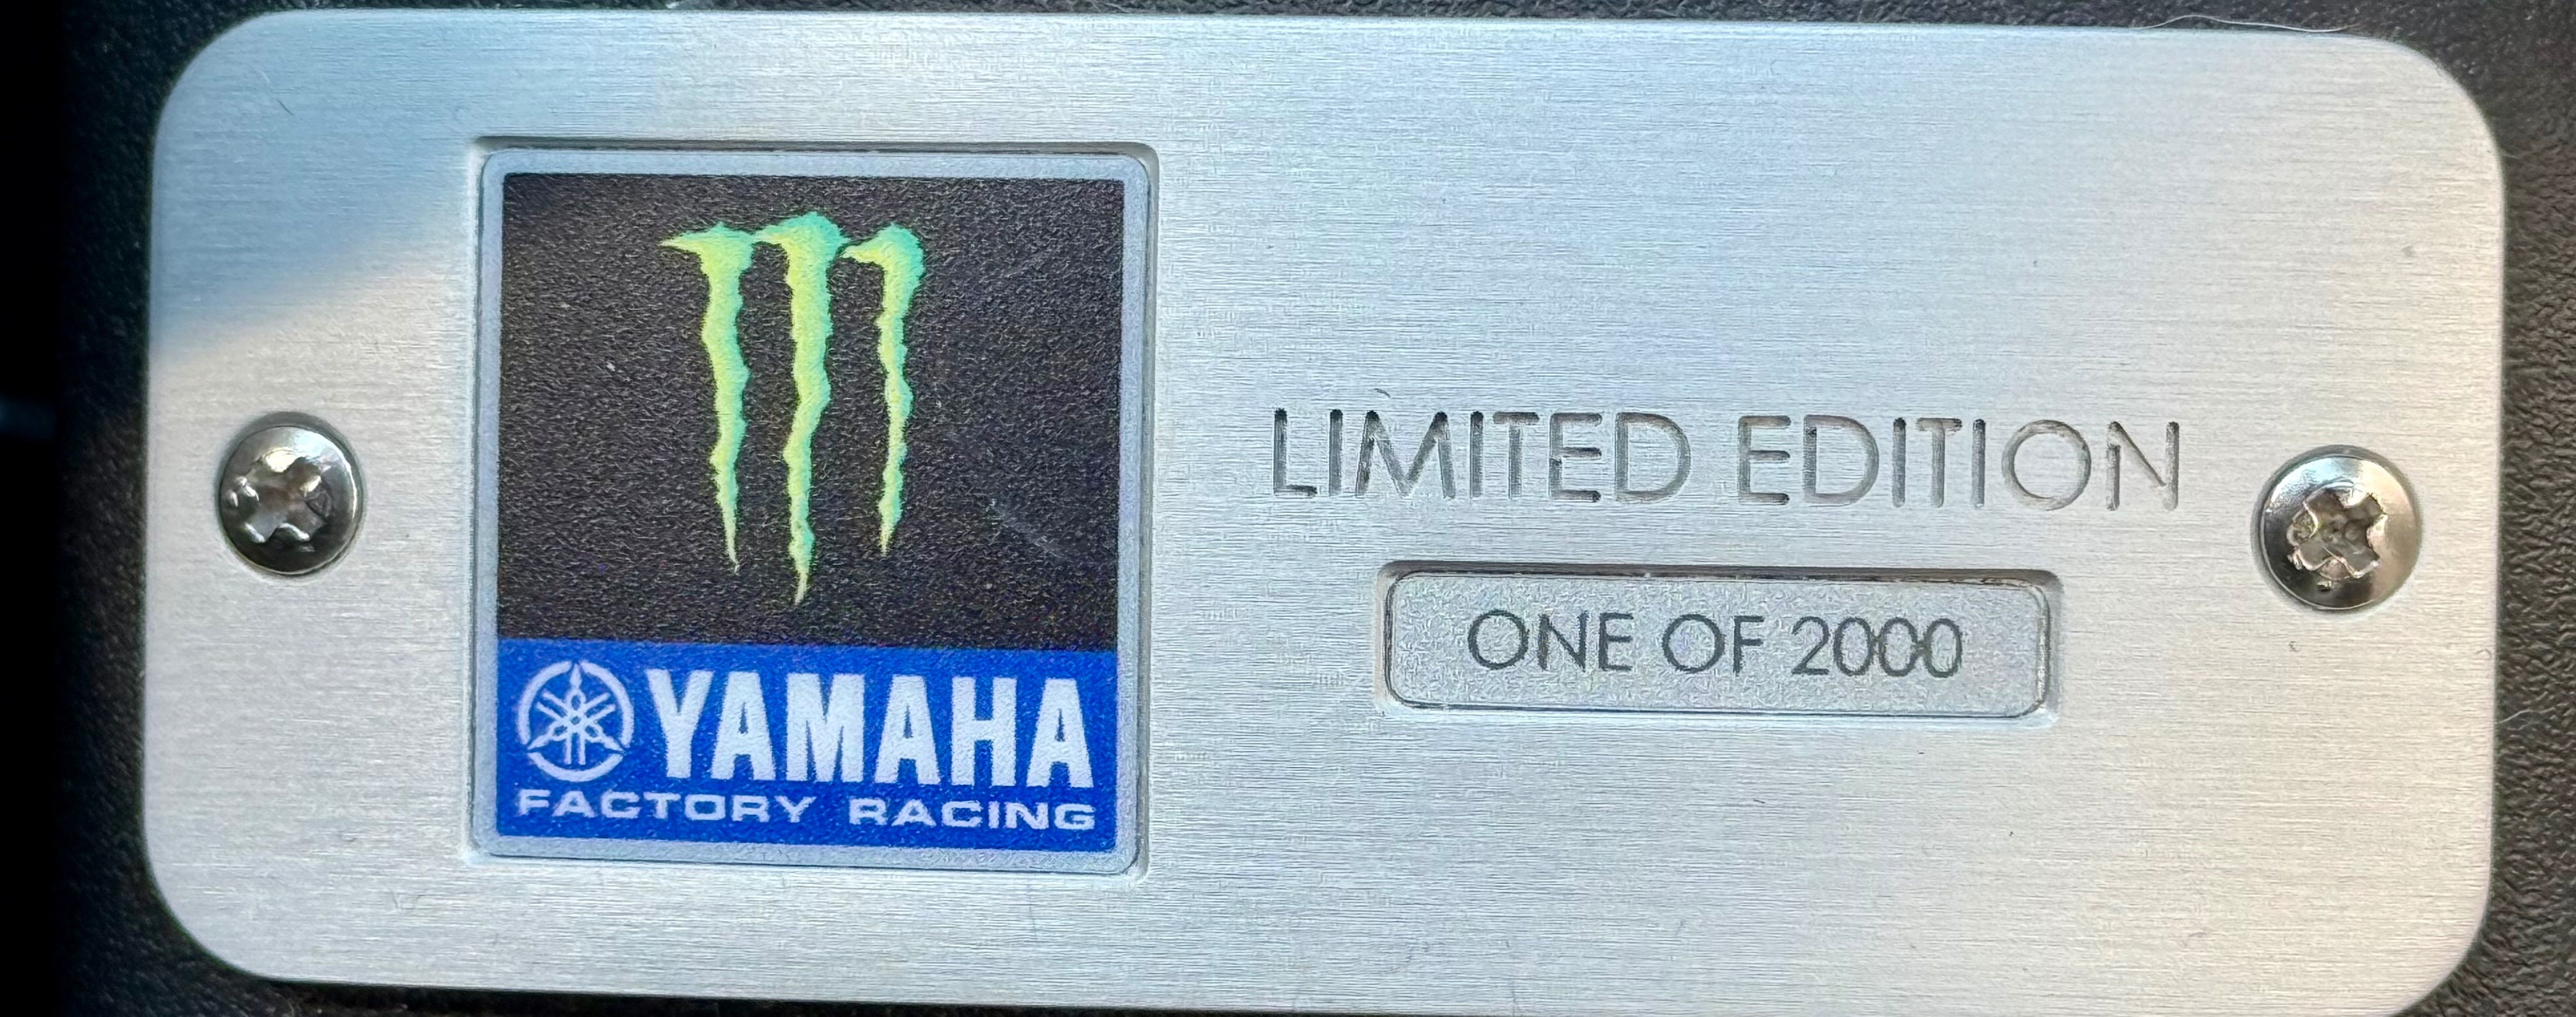 YAMAHA
FACTORY RACING
LIMITED EDITION
ONE OF 2000